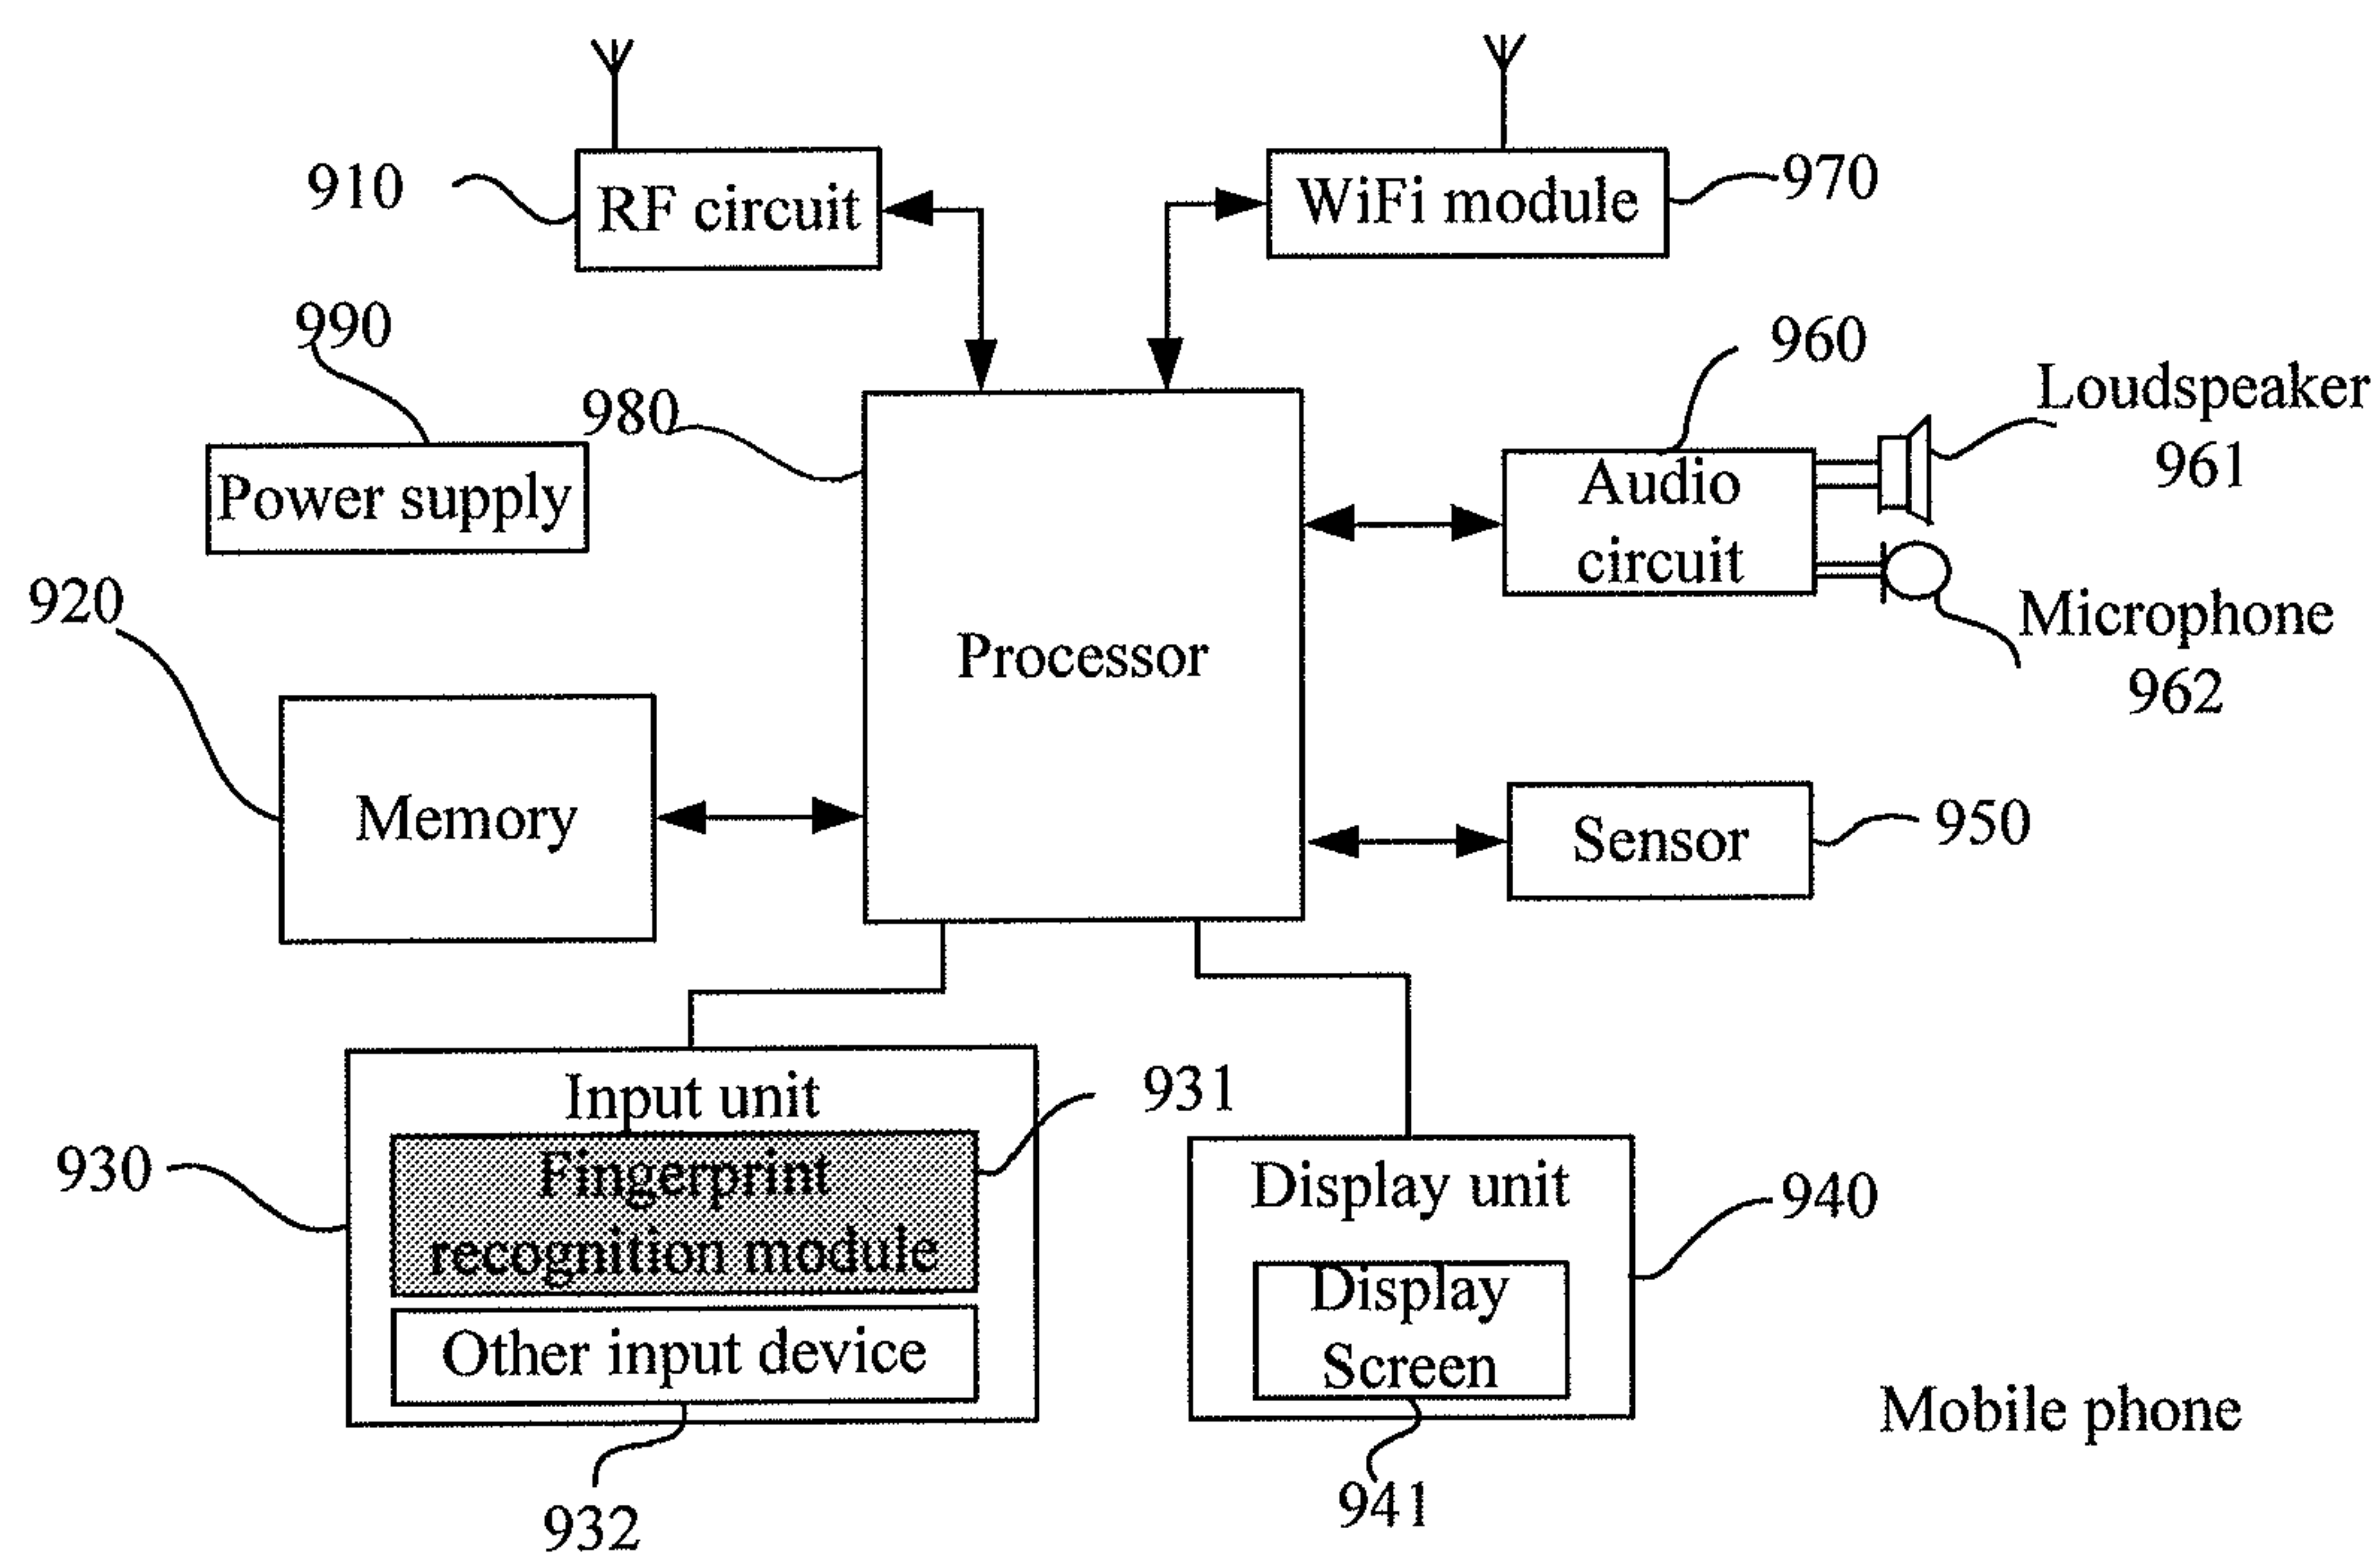 910
RF circuit
WiFi module
970
990
Power supply
980
Processor
960
Audio
circuit
Loudspeaker
961
Microphone
962
920
Memory
Sensor
950
930
Input unit
931
Fingerprint
recognition module
Other input device
932
Display unit
940
Display
Screen
941
Mobile phone